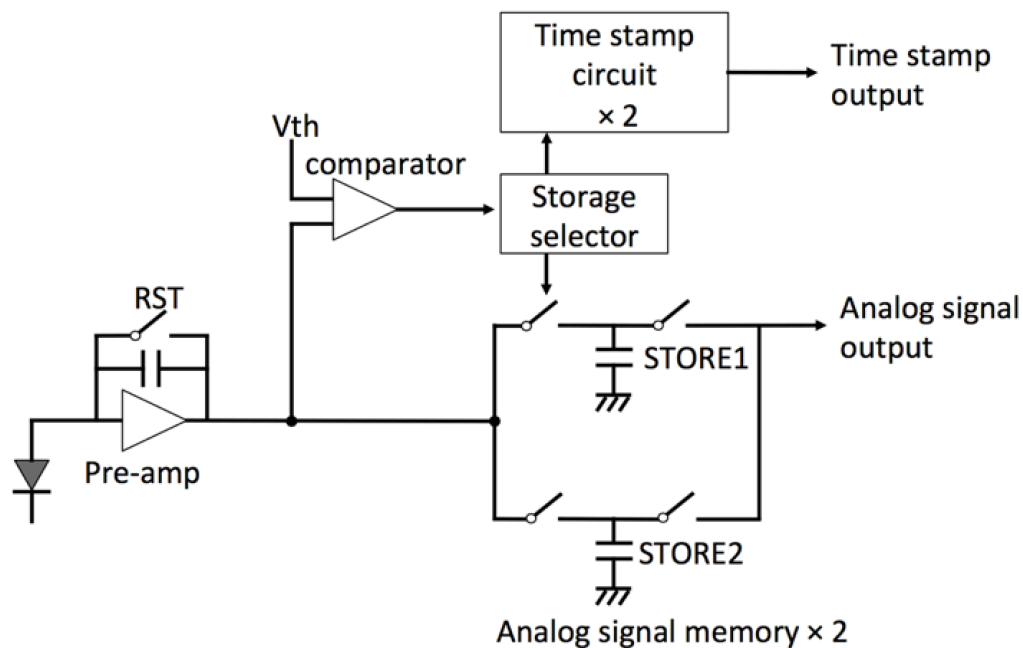 Time stamp
circuit
× 2
Time stamp
output
Vth
comparator
Storage
selector
RST
Analog signal
output
STORE1
Pre-amp
STORE2
Analog signal memory × 2